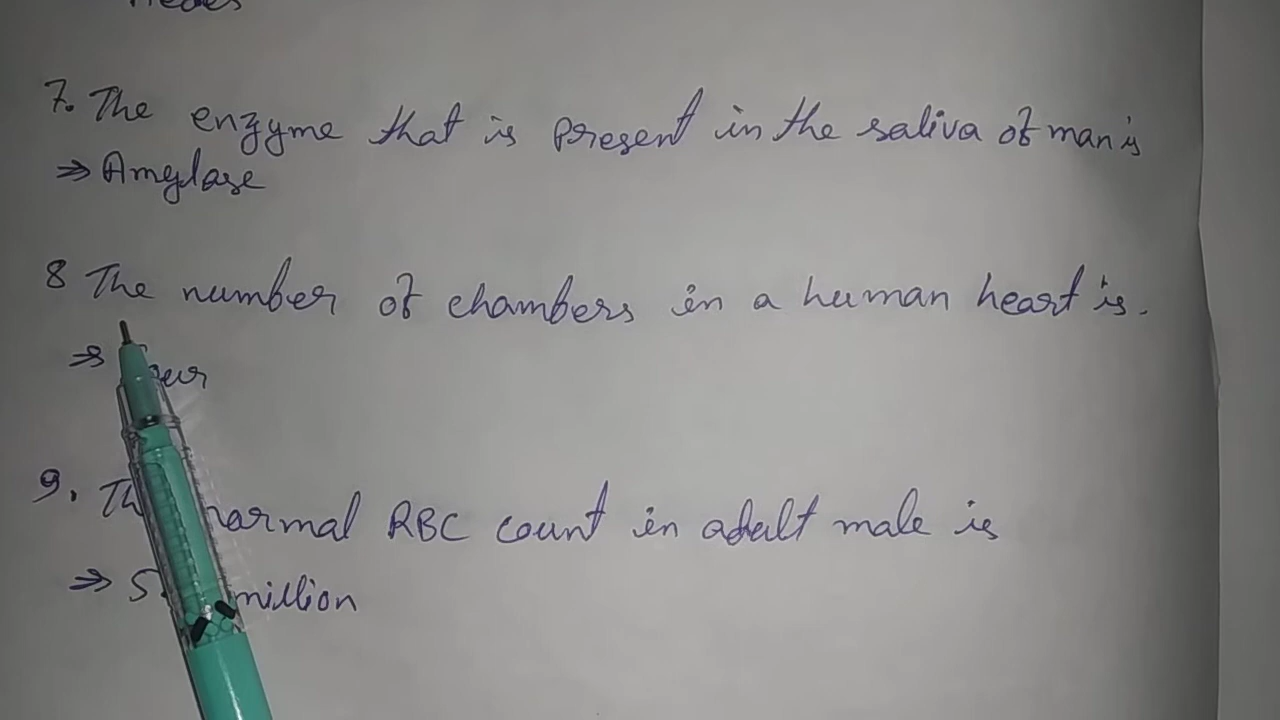 7. The enzyme that is present in the saliva of man is
⇒ Amylase
8 The number of chambers in a human heart is.
⇒
9. normal RBC count in adult male is
⇒ million